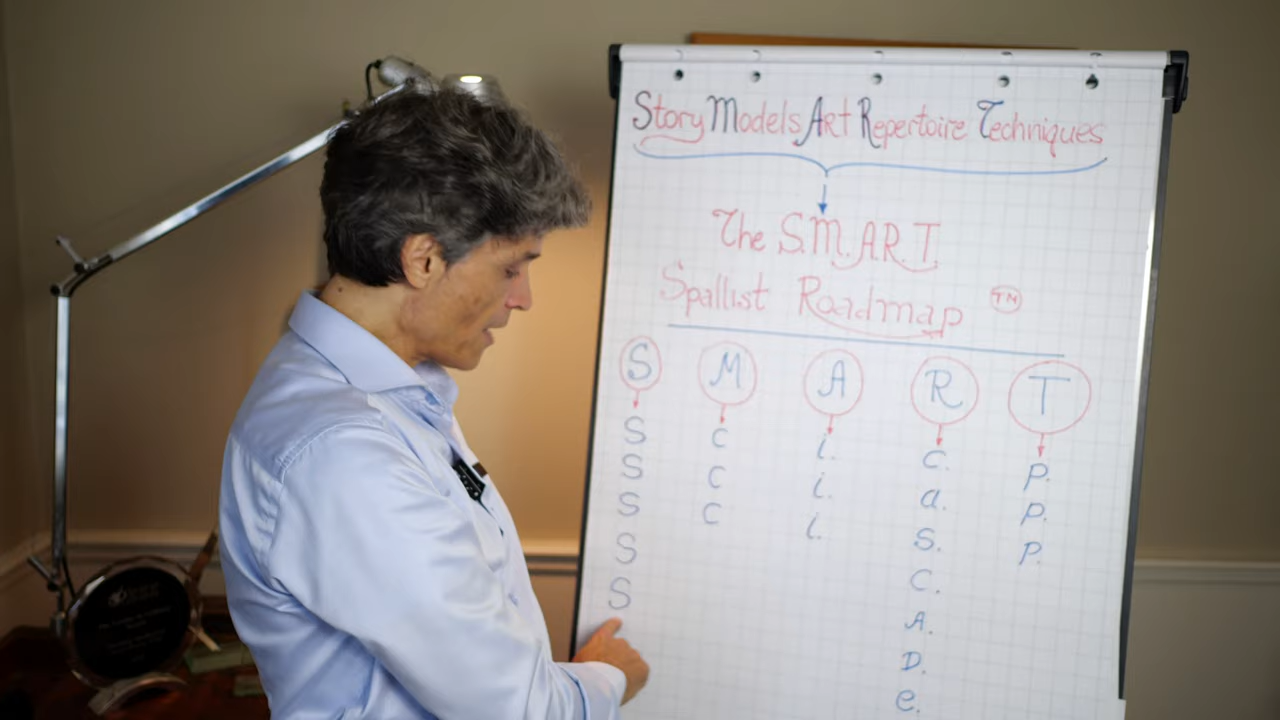 Story Models Art Repertoire Techniques
The S.M.A.R.T.
Spallist Roadmap TM
S M A R T
S C i. C. P.
S C i. a. P.
S C i. S. P.
S C.
S A.
D.
e.